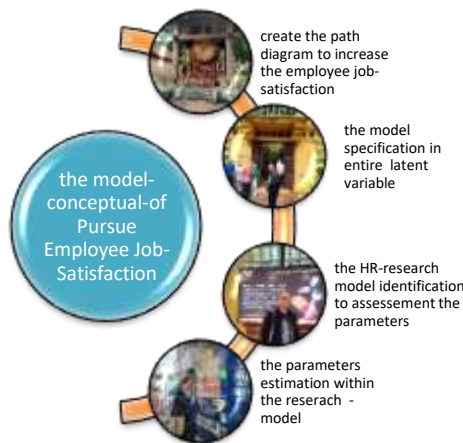 create the path
diagram to increase
the employee job-
satisfaction
the model
specification in
entire latent
variable
the model-
conceptual-of
Pursue
Employee Job-
Satisfaction
the HR-research
model identification
to assessement the
parameters
the parameters
estimation within
the reserach -
model